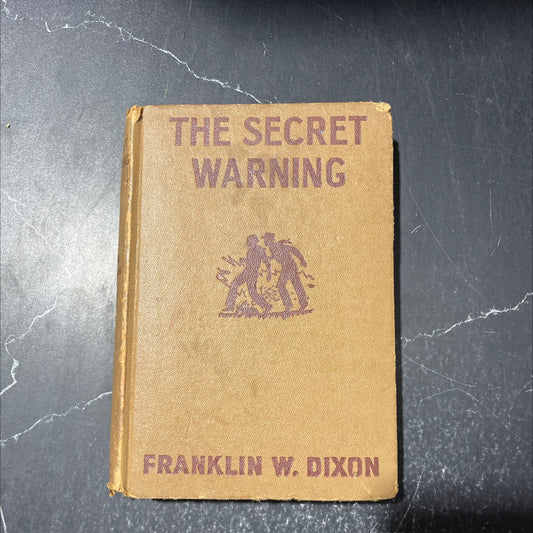 THE SECRET
WARNING
FRANKLIN W. DIXON